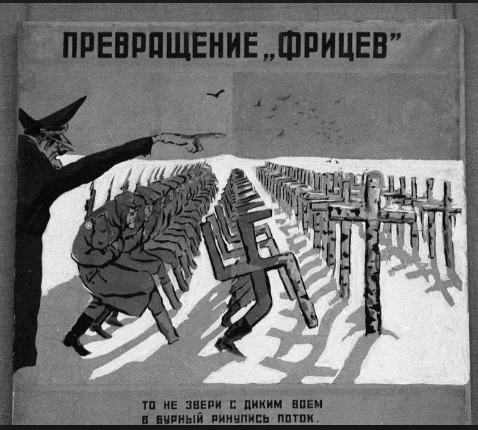 ПРЕВРАЩЕНИЕ „ФРИЦЕВ”
ТО НЕ ЗВЕРИ С ДИКИМ ВОЕМ
В БУРНЫЙ РИНУЛИСЬ ПОТОК.